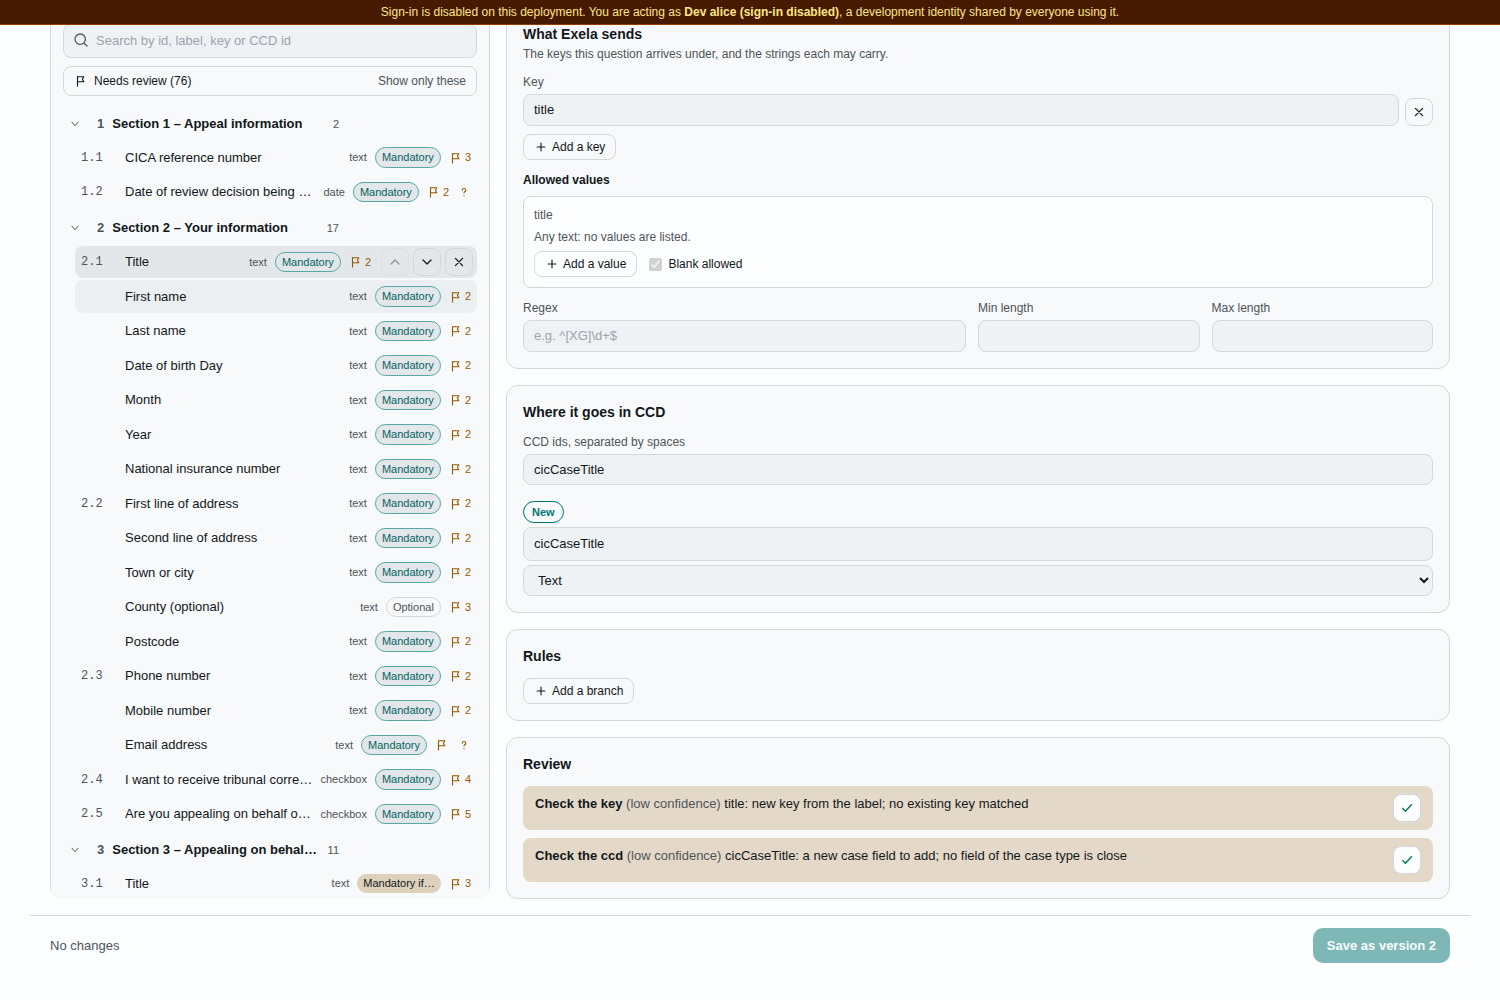 Sign-in is disabled on this deployment. You are acting as Dev alice (sign-in disabled), a development identity shared by everyone using it.
Search by id, label, key or CCD id
Needs review (76) Show only these
1 Section 1 – Appeal information 2
1.1 CICA reference number text Mandatory 3
1.2 Date of review decision being … date Mandatory 2 ?
2 Section 2 – Your information 17
2.1 Title text Mandatory 2
First name text Mandatory 2
Last name text Mandatory 2
Date of birth Day text Mandatory 2
Month text Mandatory 2
Year text Mandatory 2
National insurance number text Mandatory 2
2.2 First line of address text Mandatory 2
Second line of address text Mandatory 2
Town or city text Mandatory 2
County (optional) text Optional 3
Postcode text Mandatory 2
2.3 Phone number text Mandatory 2
Mobile number text Mandatory 2
Email address text Mandatory ?
2.4 I want to receive tribunal corre… checkbox Mandatory 4
2.5 Are you appealing on behalf o… checkbox Mandatory 5
3 Section 3 – Appealing on behal… 11
3.1 Title text Mandatory if… 3
What Exela sends
The keys this question arrives under, and the strings each may carry.
Key
title
Add a key
Allowed values
title
Any text: no values are listed.
Add a value Blank allowed
Regex Min length Max length
e.g. ^[XG]\d+$
Where it goes in CCD
CCD ids, separated by spaces
cicCaseTitle
New
cicCaseTitle
Text
Rules
Add a branch
Review
Check the key (low confidence) title: new key from the label; no existing key matched
Check the ccd (low confidence) cicCaseTitle: a new case field to add; no field of the case type is close
No changes
Save as version 2